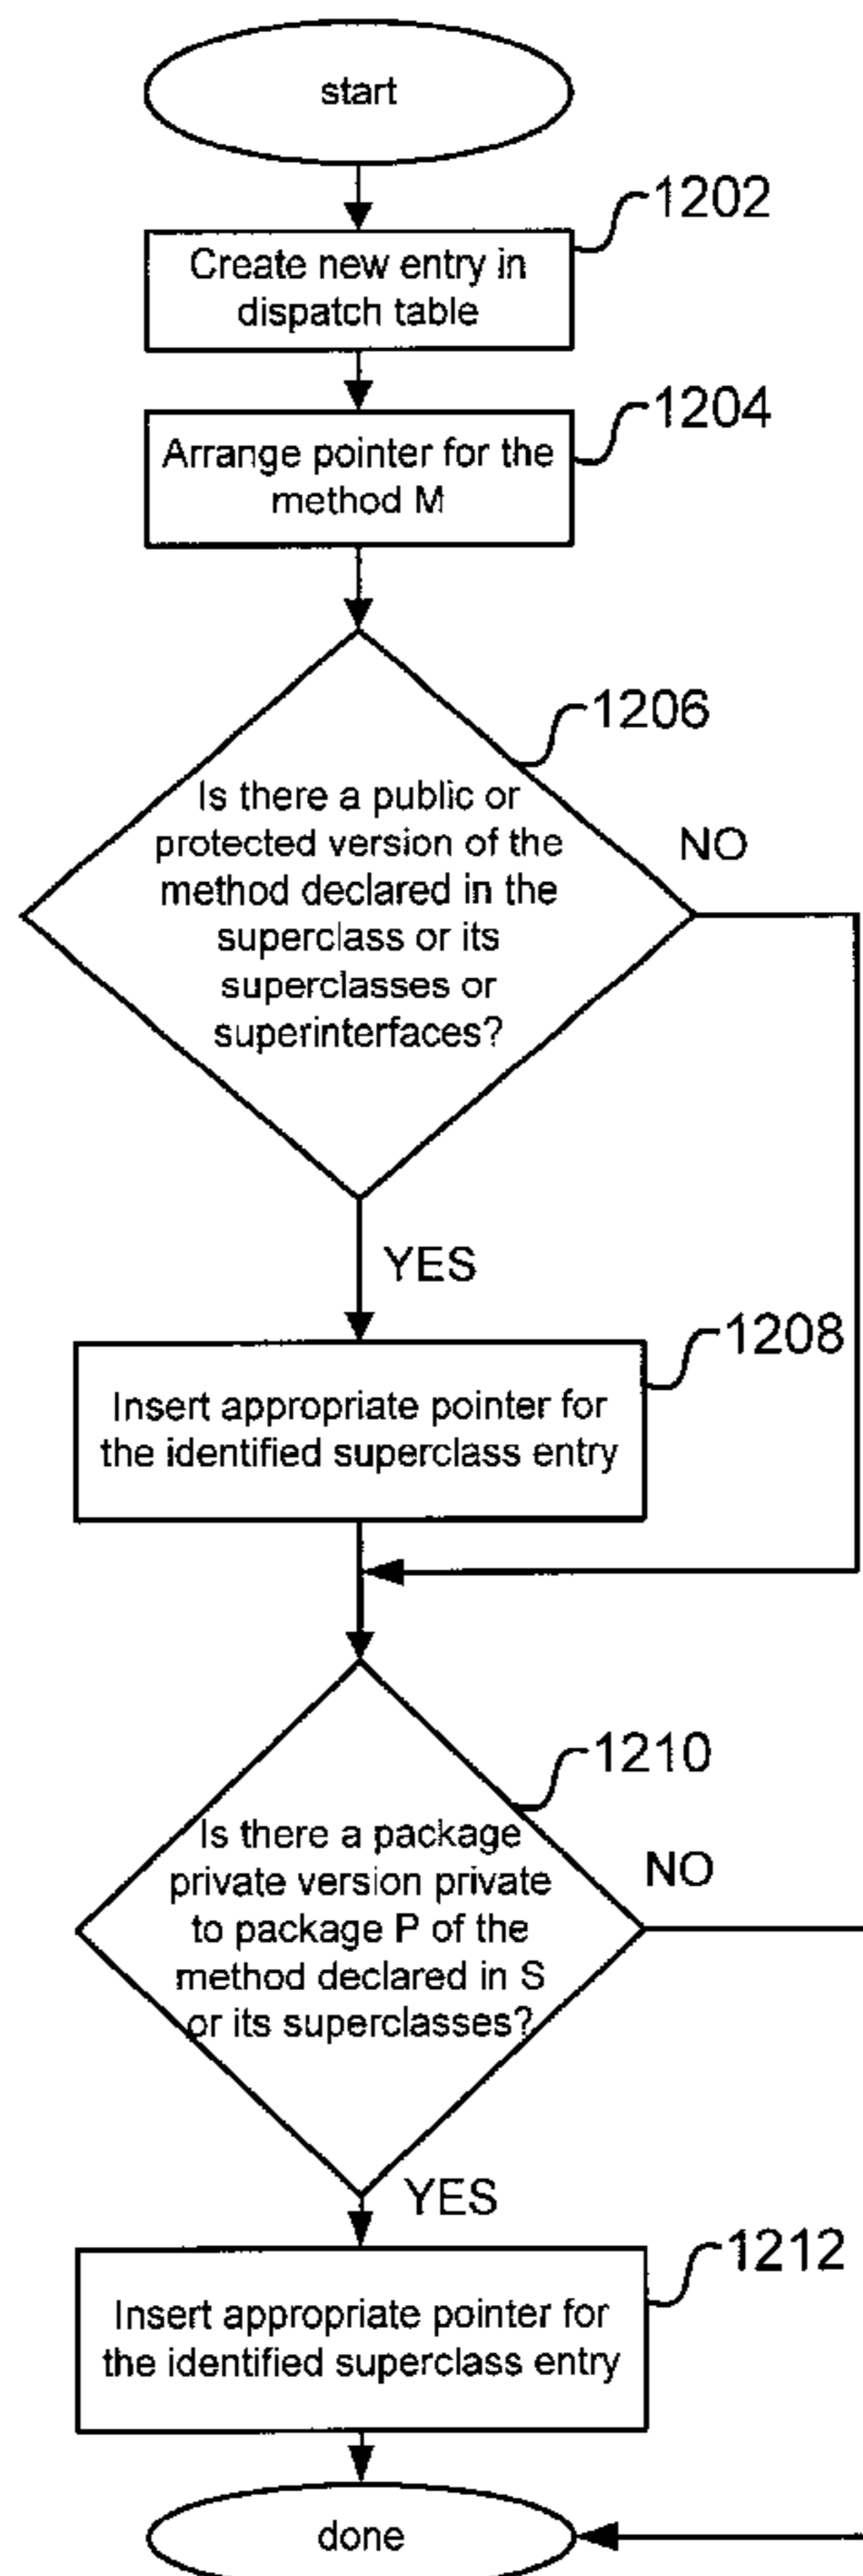 start
1202
Create new entry in
dispatch table
1204
Arrange pointer for the
method M
1206
Is there a public or
protected version of the
method declared in the
superclass or its
superclasses or
superinterfaces?
NO
YES
1208
Insert appropriate pointer for
the identified superclass entry
1210
Is there a package
private version private
to package P of the
method declared in S
or its superclasses?
NO
YES
1212
Insert appropriate pointer for
the identified superclass entry
done